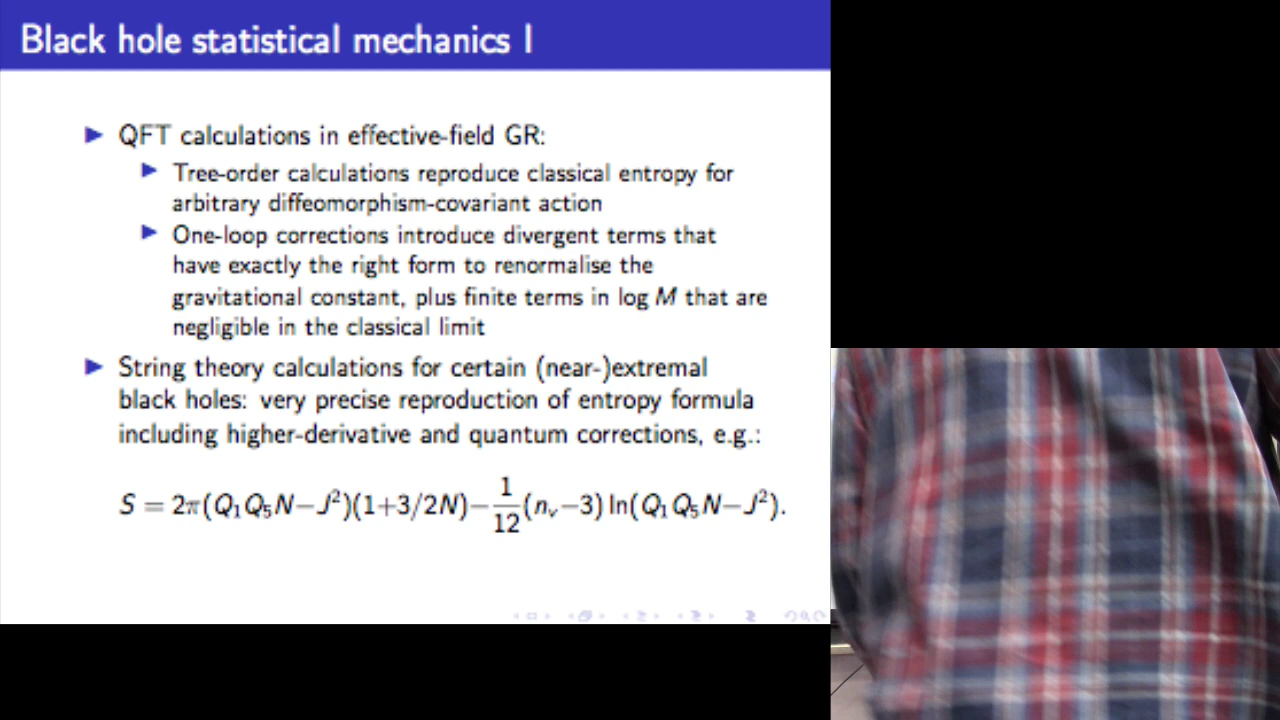 Black hole statistical mechanics I
► QFT calculations in effective-field GR:
► Tree-order calculations reproduce classical entropy for
arbitrary diffeomorphism-covariant action
► One-loop corrections introduce divergent terms that
have exactly the right form to renormalise the
gravitational constant, plus finite terms in log M that are
negligible in the classical limit
► String theory calculations for certain (near-)extremal
black holes: very precise reproduction of entropy formula
including higher-derivative and quantum corrections, e.g.:
S = 2π(Q₁Q₅N−J²)(1+3/2N)−1/12(nᵥ−3) ln(Q₁Q₅N−J²).